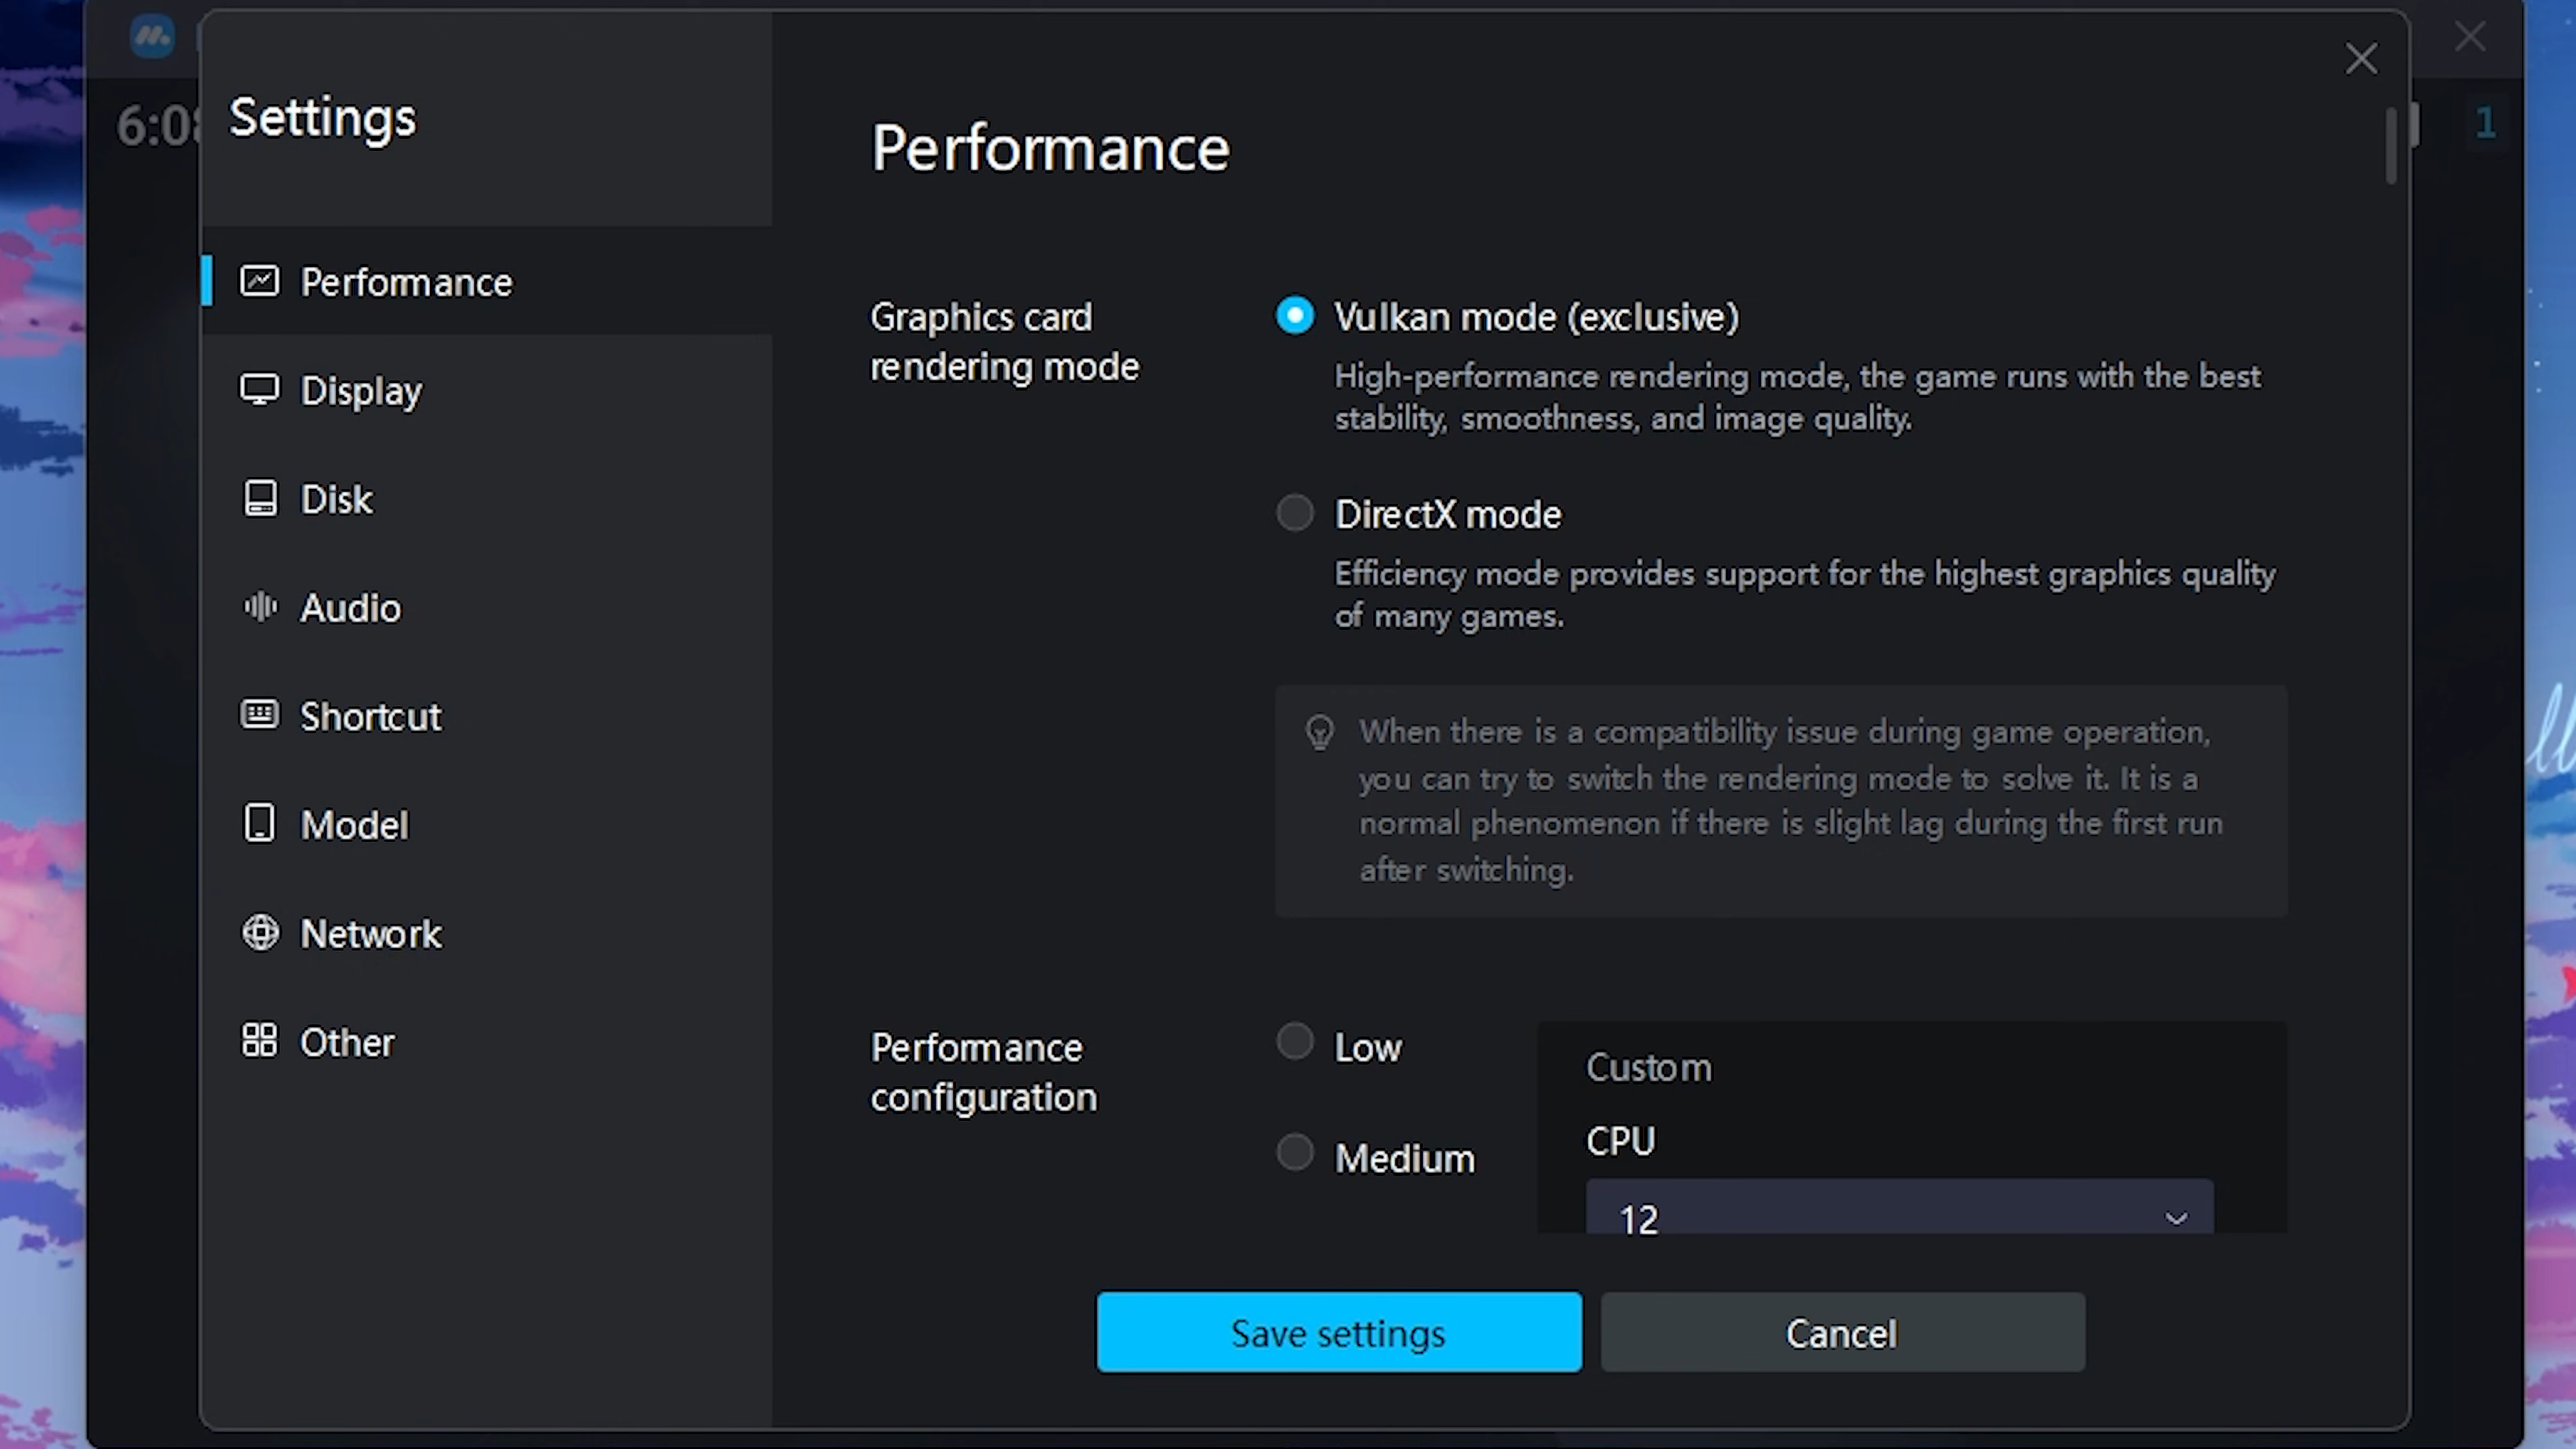 6:08
1
Settings
Performance
Display
Disk
Audio
Shortcut
Model
Network
Other
Performance
Graphics card
rendering mode
Vulkan mode (exclusive)
High-performance rendering mode, the game runs with the best
stability, smoothness, and image quality.
DirectX mode
Efficiency mode provides support for the highest graphics quality
of many games.
When there is a compatibility issue during game operation,
you can try to switch the rendering mode to solve it. It is a
normal phenomenon if there is slight lag during the first run
after switching.
Performance
configuration
Low
Medium
Custom
CPU
12
Save settings
Cancel